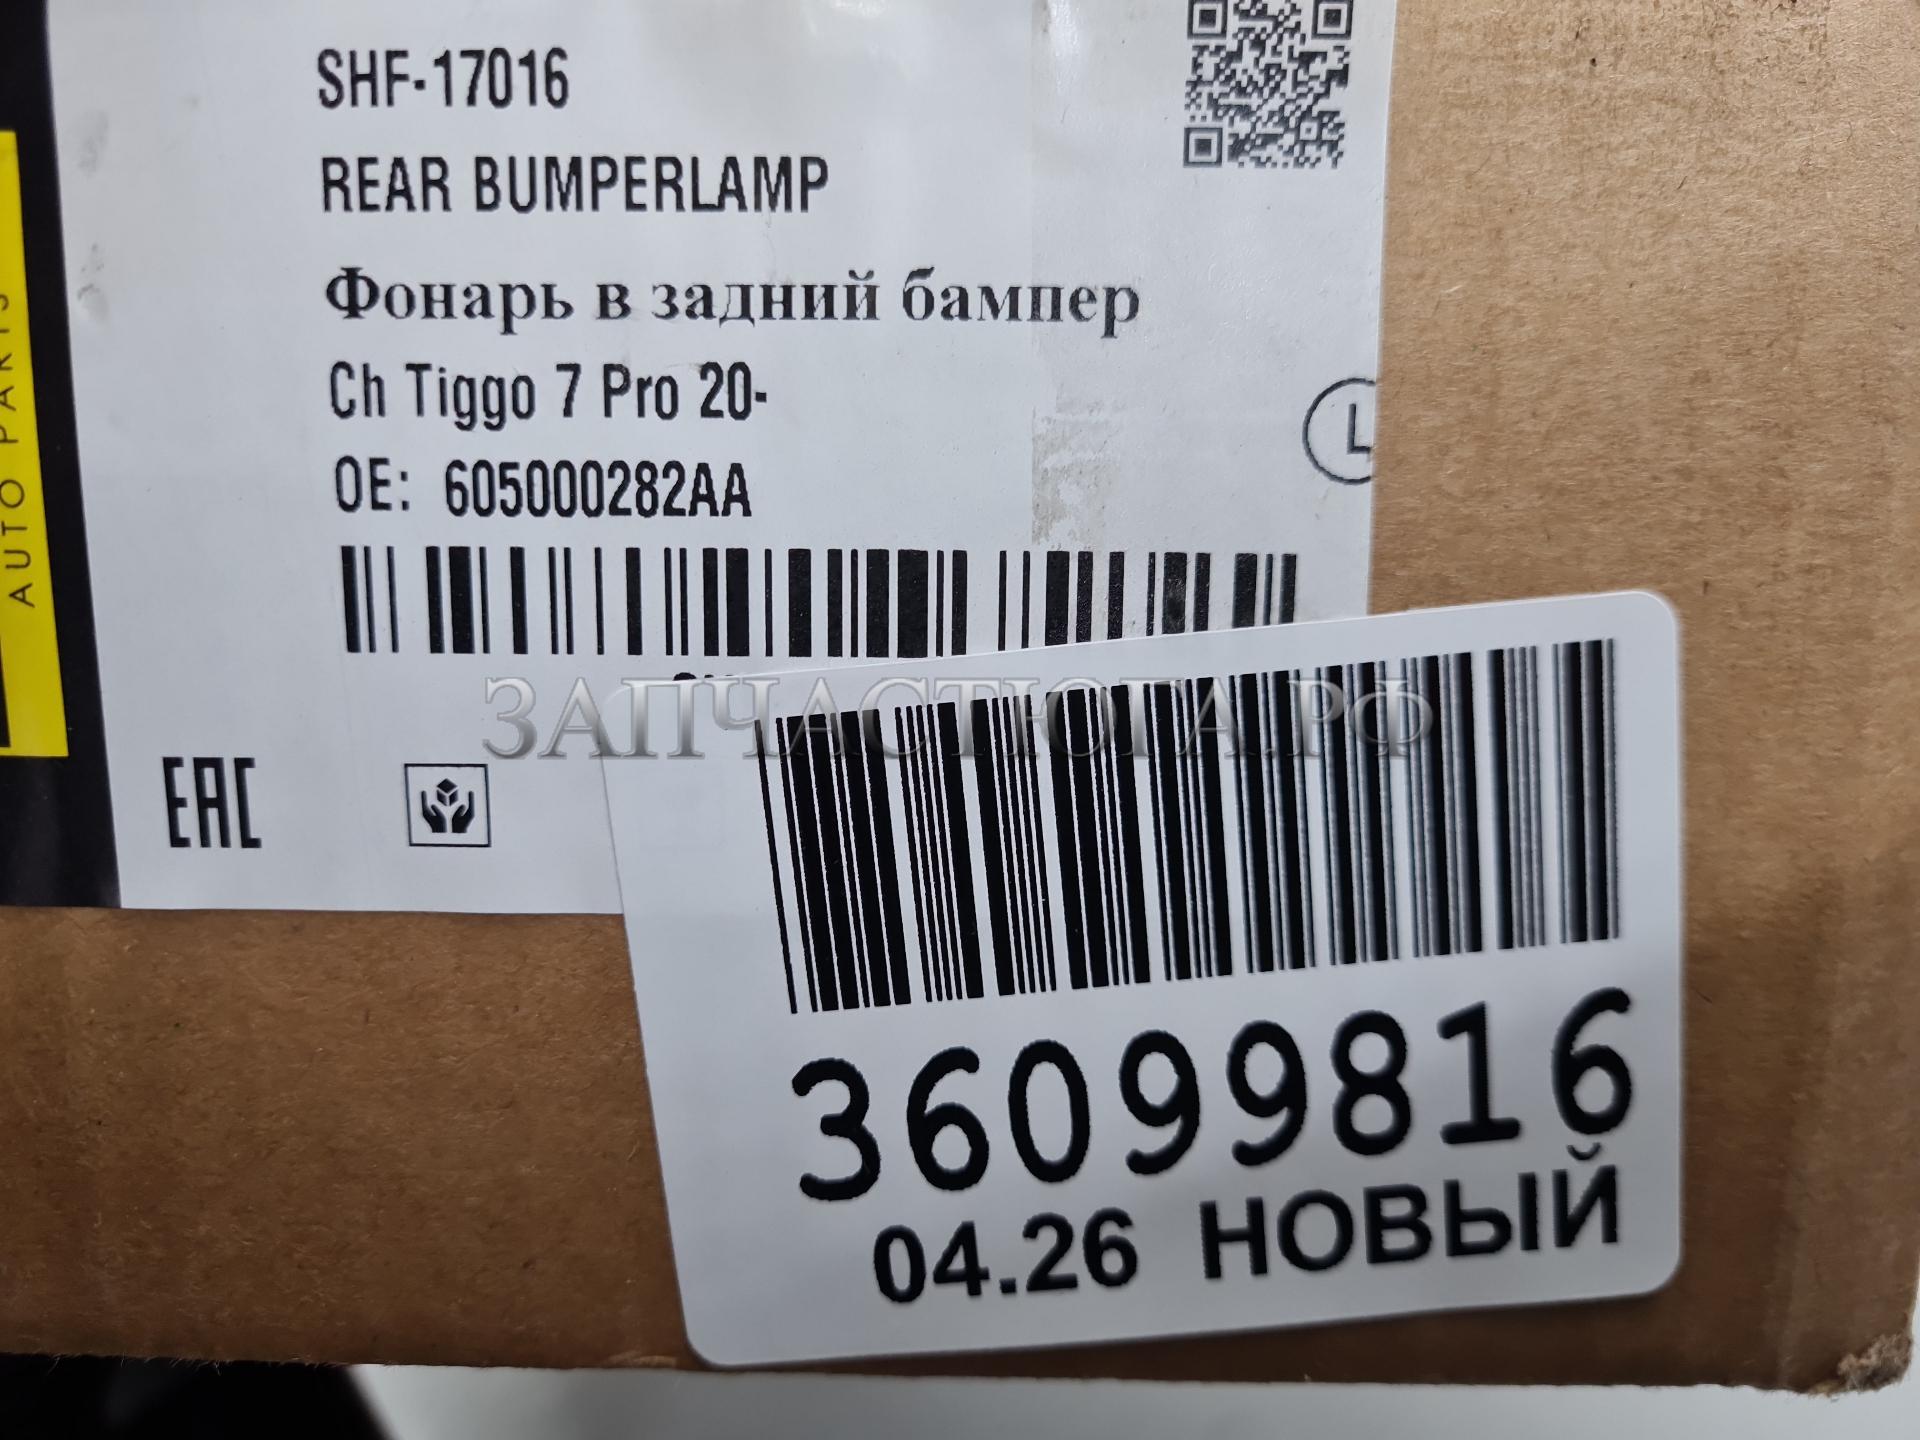 SHF-17016
REAR BUMPERLAMP
Фонарь в задний бампер
Ch Tiggo 7 Pro 20-
OE: 605000282AA
L
AUTO PARTS
ЗАПЧАСТЮГА.РФ
EAC
36099816
04.26 НОВЫЙ